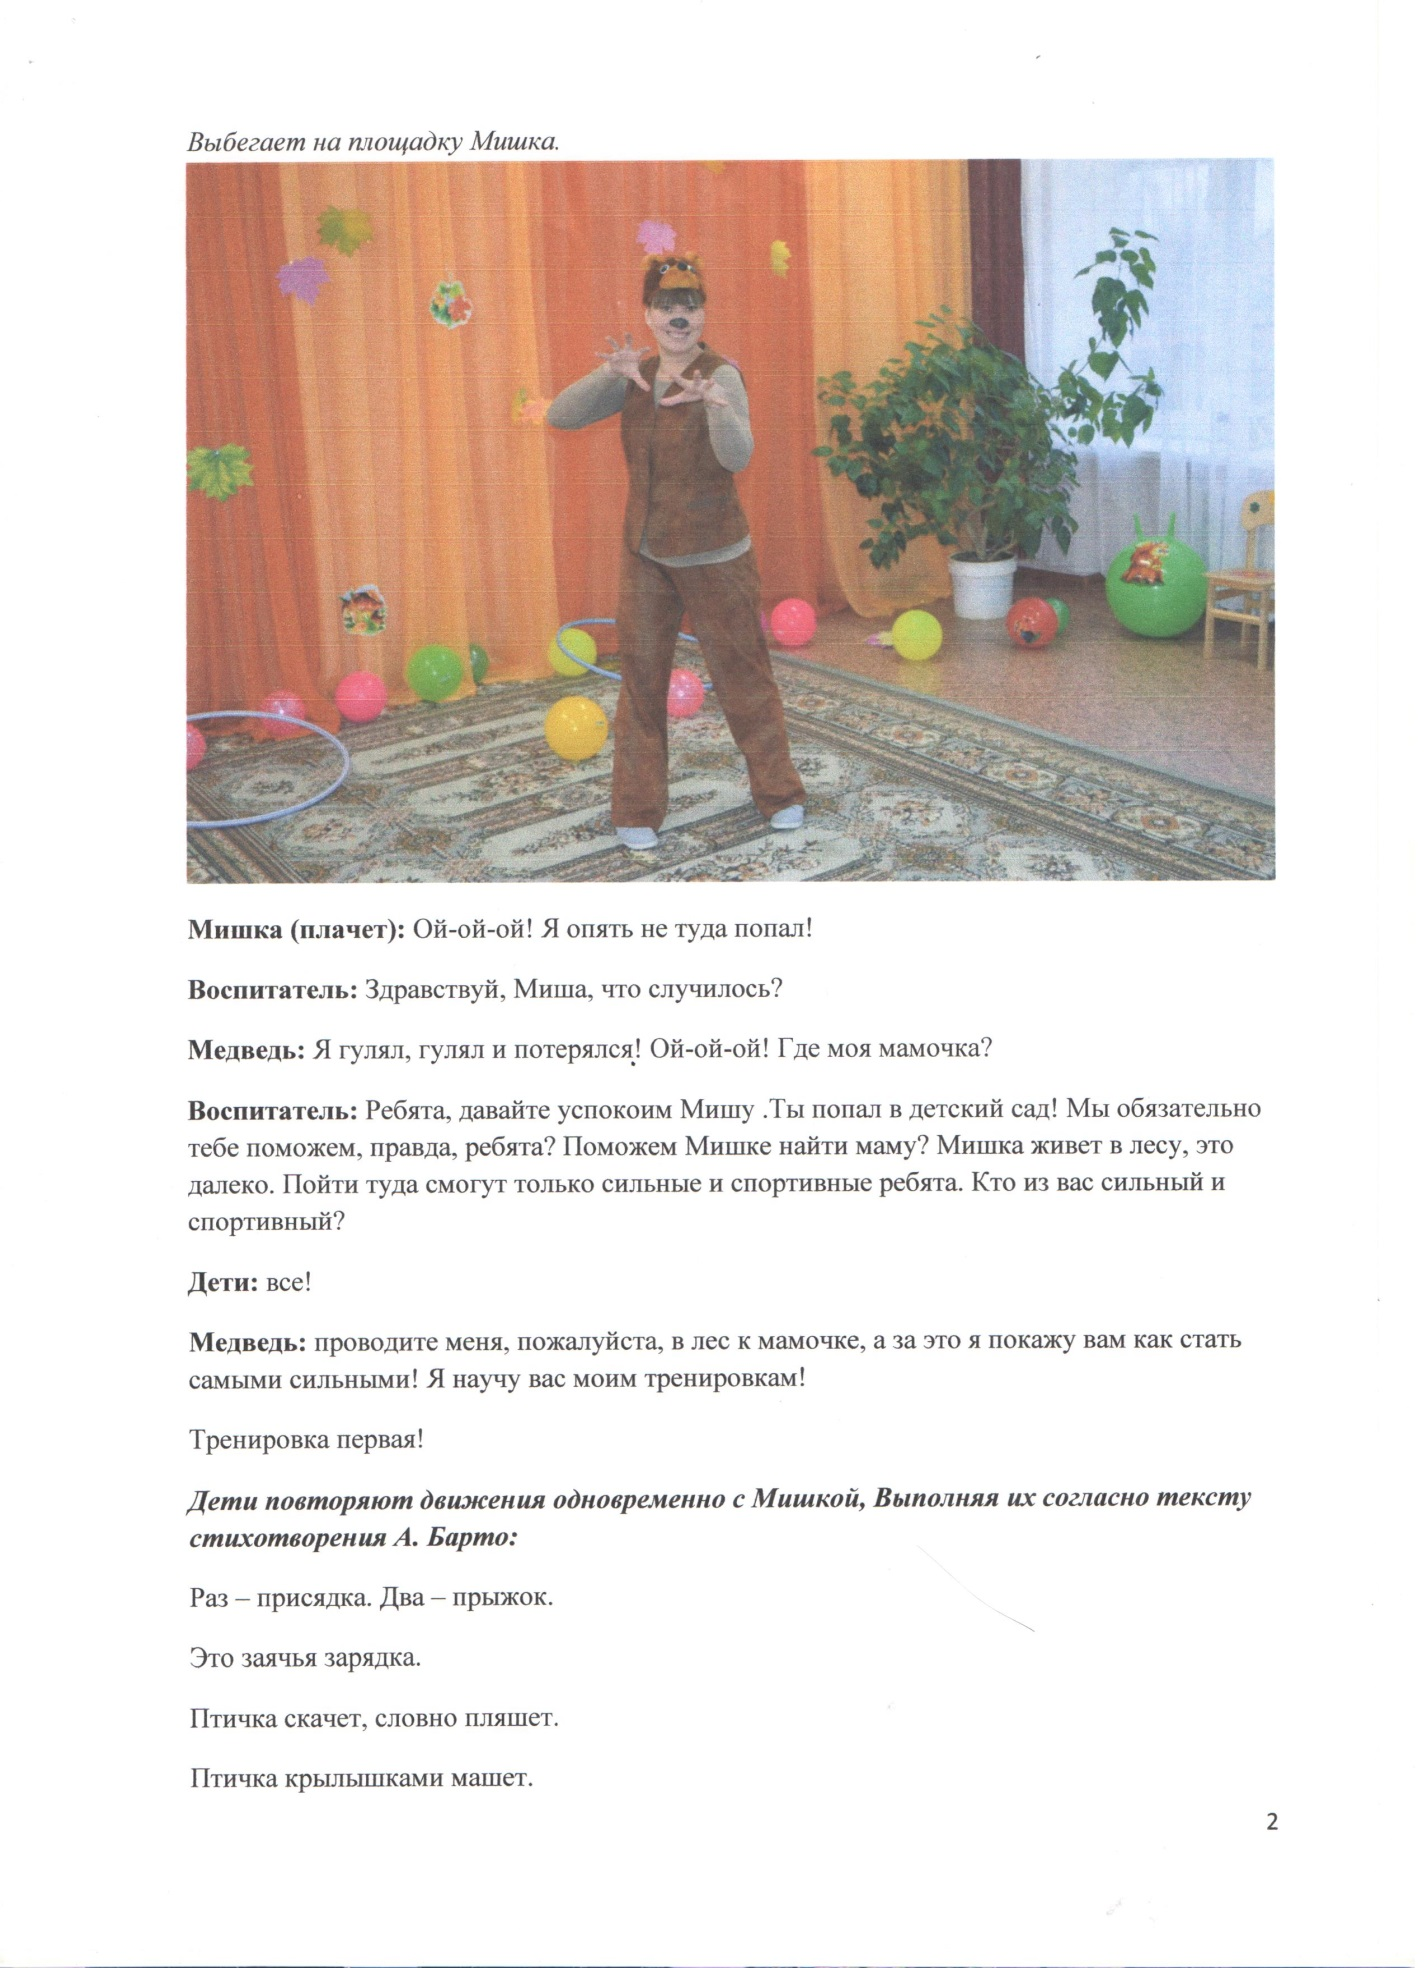 Выбегает на площадку Мишка.
Мишка (плачет): Ой-ой-ой! Я опять не туда попал!
Воспитатель: Здравствуй, Миша, что случилось?
Медведь: Я гулял, гулял и потерялся! Ой-ой-ой! Где моя мамочка?
Воспитатель: Ребята, давайте успокоим Мишу .Ты попал в детский сад! Мы обязательно
тебе поможем, правда, ребята? Поможем Мишке найти маму? Мишка живет в лесу, это
далеко. Пойти туда смогут только сильные и спортивные ребята. Кто из вас сильный и
спортивный?
Дети: все!
Медведь: проводите меня, пожалуйста, в лес к мамочке, а за это я покажу вам как стать
самыми сильными! Я научу вас моим тренировкам!
Тренировка первая!
Дети повторяют движения одновременно с Мишкой, Выполняя их согласно тексту
стихотворения А. Барто:
Раз – присядка. Два – прыжок.
Это заячья зарядка.
Птичка скачет, словно пляшет.
Птичка крылышками машет.
2